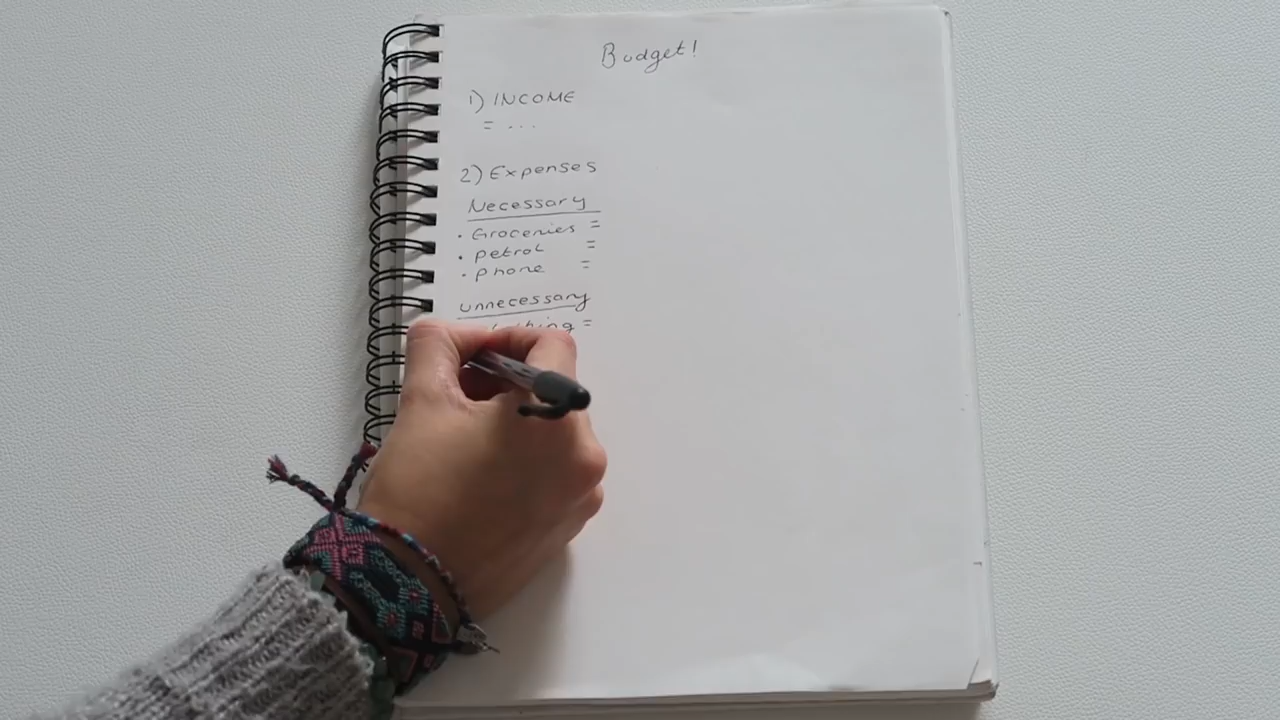 Budget!
1) INCOME
= ...
2) Expenses
Necessary
• Groceries =
• petrol =
• phone =
unnecessary
=